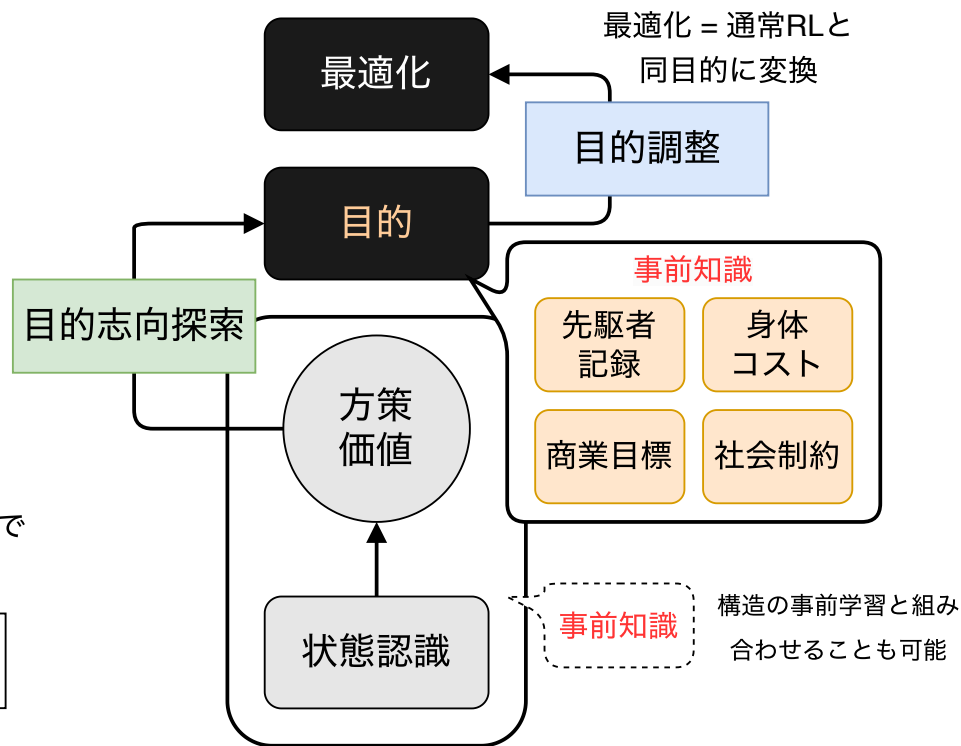 最適化 = 通常RLと
同目的に変換
最適化
目的調整
目的
事前知識
目的志向探索
先駆者
記録
身体
コスト
方策
価値
商業目標
社会制約
で
状態認識
事前知識
構造の事前学習と組み
合わせることも可能